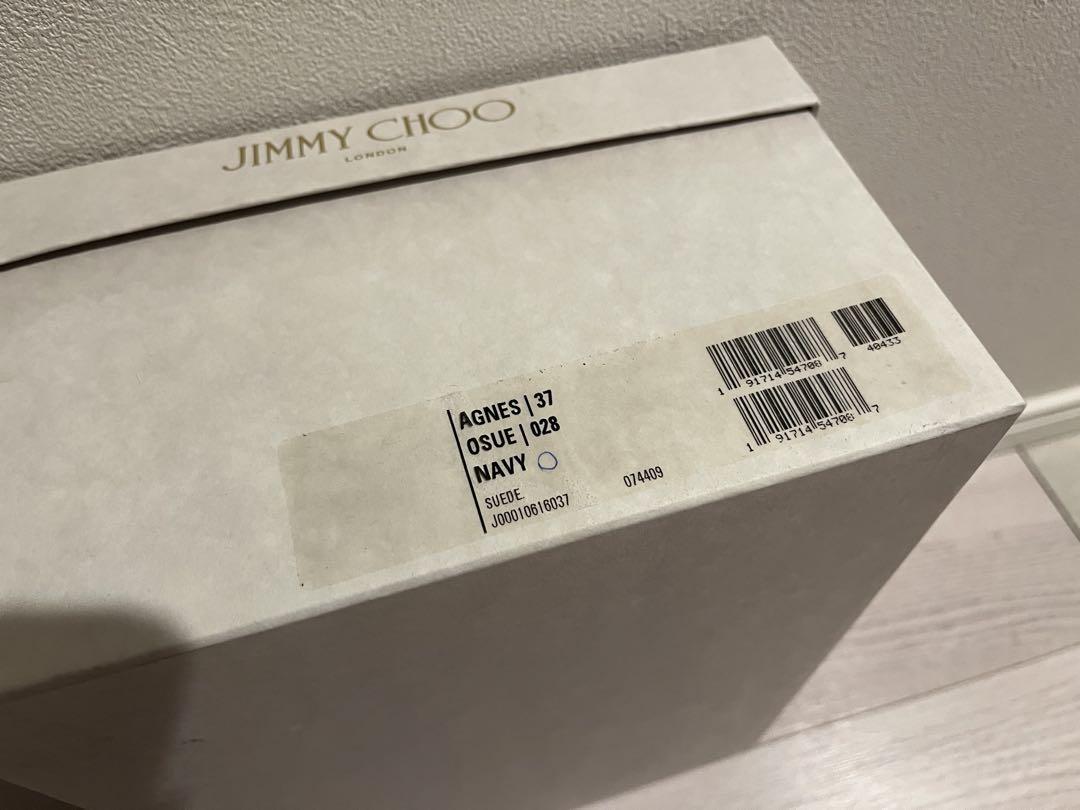 JIMMY CHOO
LONDON
AGNES | 37
OSUE | 028
NAVY
SUEDE.
J00010616037
074409
1 91714 54708 7
40433
1 91714 54708 7